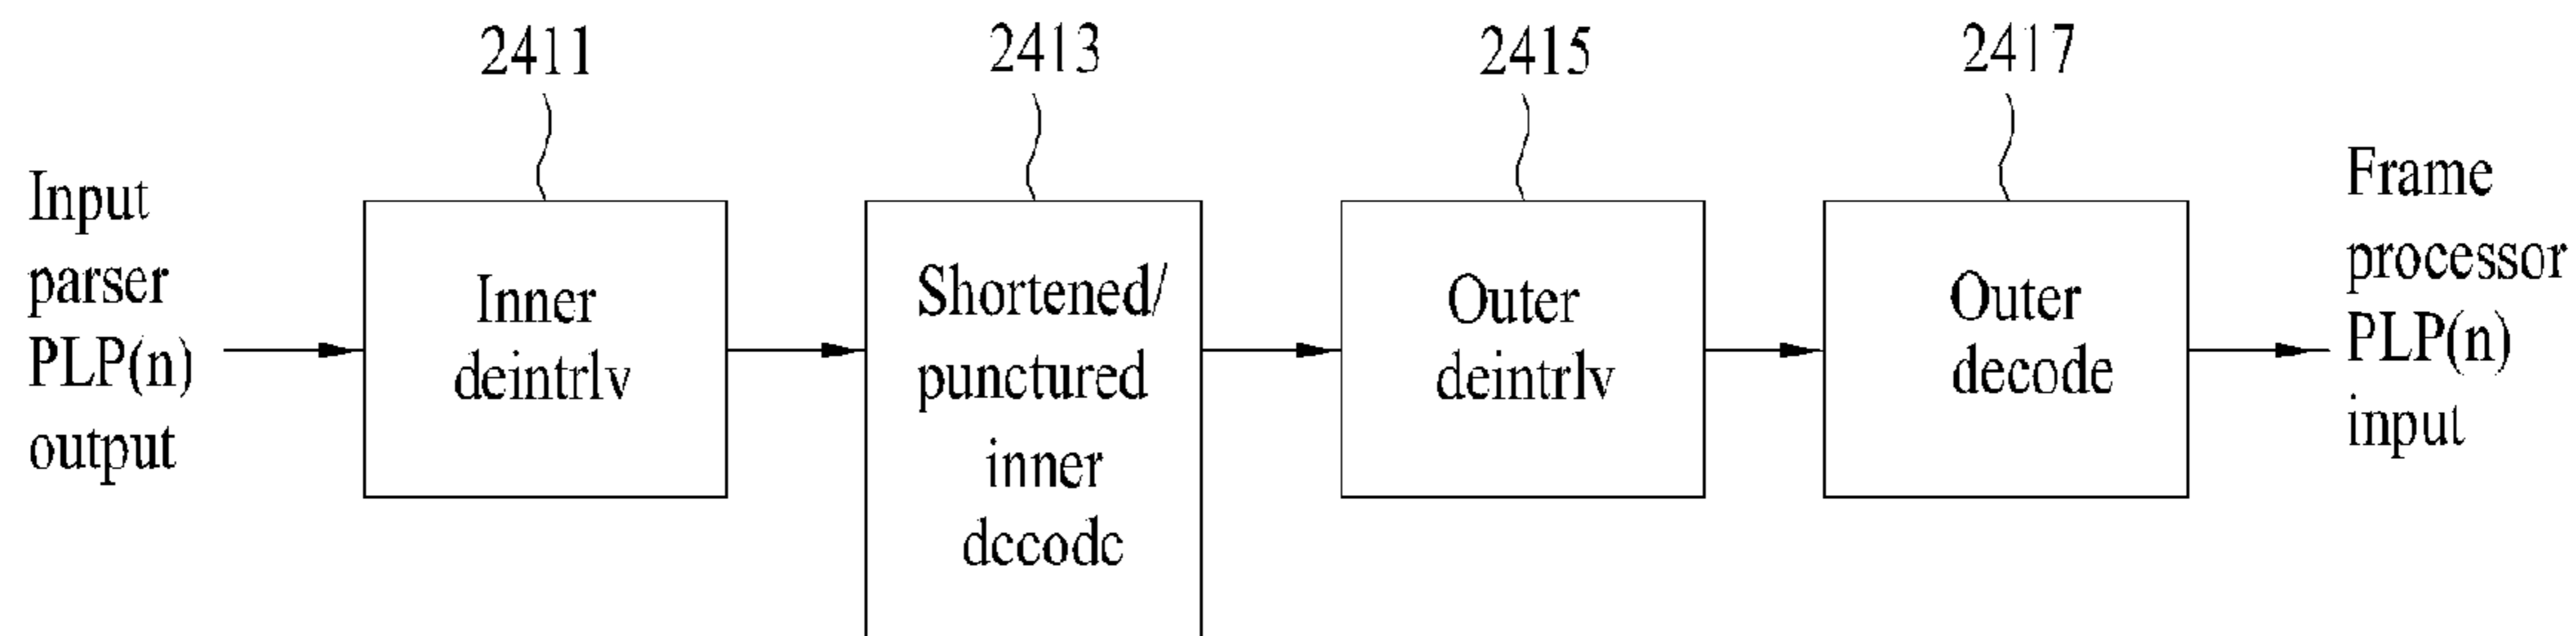 2411
2413
2415
2417
Input
parser
PLP(n)
output
Inner
deintrlv
Shortened/
punctured
inner
decode
Outer
deintrlv
Outer
decode
Frame
processor
PLP(n)
input